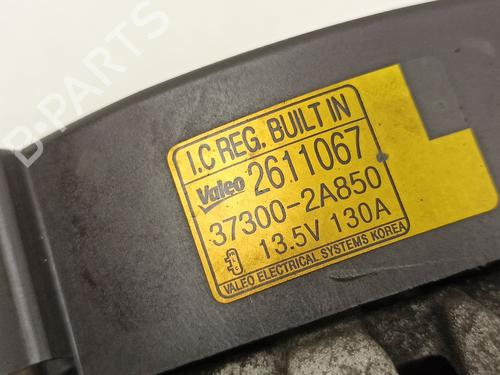 I.C REG. BUILT IN
Valeo 2611067
37300-2A850
13.5V 130A
VALEO ELECTRICAL SYSTEMS KOREA
B-PARTS